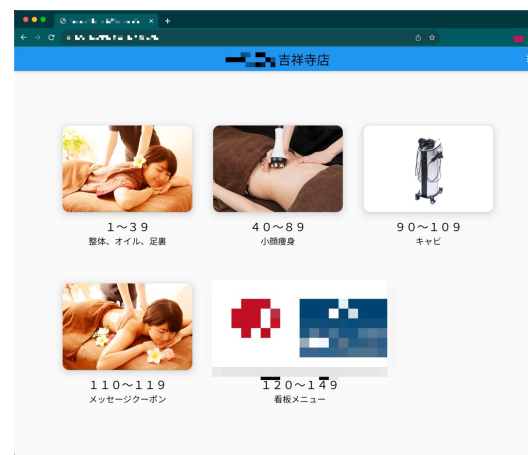 吉祥寺店
1～39
整体、オイル、足裏
40～89
小顔痩身
90～109
キャビ
110～119
メッセージクーポン
120～149
看板メニュー